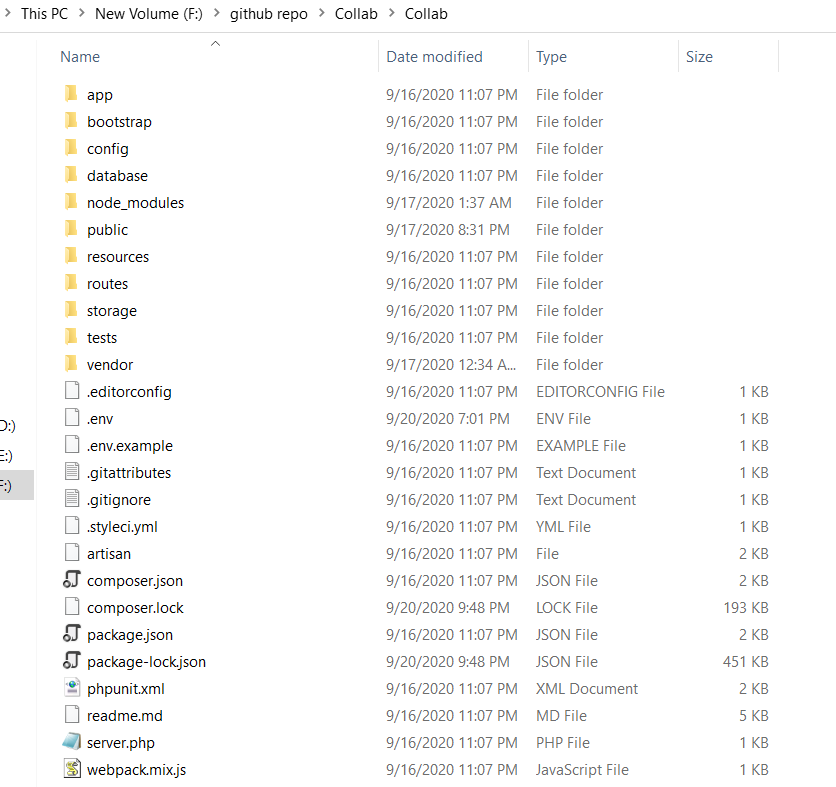 This PC > New Volume (F:) > github repo > Collab > Collab
Name Date modified Type Size
app 9/16/2020 11:07 PM File folder
bootstrap 9/16/2020 11:07 PM File folder
config 9/16/2020 11:07 PM File folder
database 9/16/2020 11:07 PM File folder
node_modules 9/17/2020 1:37 AM File folder
public 9/17/2020 8:31 PM File folder
resources 9/16/2020 11:07 PM File folder
routes 9/16/2020 11:07 PM File folder
storage 9/16/2020 11:07 PM File folder
tests 9/16/2020 11:07 PM File folder
vendor 9/17/2020 12:34 A... File folder
.editorconfig 9/16/2020 11:07 PM EDITORCONFIG File 1 KB
D:) .env 9/20/2020 7:01 PM ENV File 1 KB
E:) .env.example 9/16/2020 11:07 PM EXAMPLE File 1 KB
.gitattributes 9/16/2020 11:07 PM Text Document 1 KB
F:) .gitignore 9/16/2020 11:07 PM Text Document 1 KB
.styleci.yml 9/16/2020 11:07 PM YML File 1 KB
artisan 9/16/2020 11:07 PM File 2 KB
composer.json 9/16/2020 11:07 PM JSON File 2 KB
composer.lock 9/20/2020 9:48 PM LOCK File 193 KB
package.json 9/16/2020 11:07 PM JSON File 2 KB
package-lock.json 9/20/2020 9:48 PM JSON File 451 KB
phpunit.xml 9/16/2020 11:07 PM XML Document 2 KB
readme.md 9/16/2020 11:07 PM MD File 5 KB
server.php 9/16/2020 11:07 PM PHP File 1 KB
webpack.mix.js 9/16/2020 11:07 PM JavaScript File 1 KB